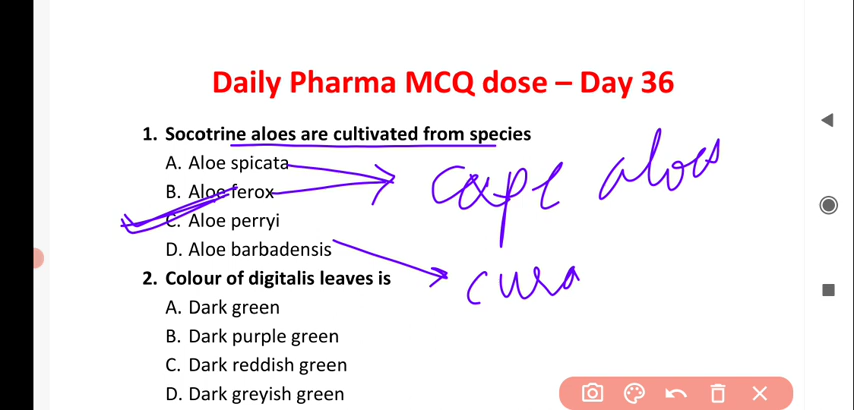 Daily Pharma MCQ dose – Day 36
1. Socotrine aloes are cultivated from species
A. Aloe spicata
B. Aloe ferox
C. Aloe perryi
D. Aloe barbadensis
cape aloes
cura
2. Colour of digitalis leaves is
A. Dark green
B. Dark purple green
C. Dark reddish green
D. Dark greyish green